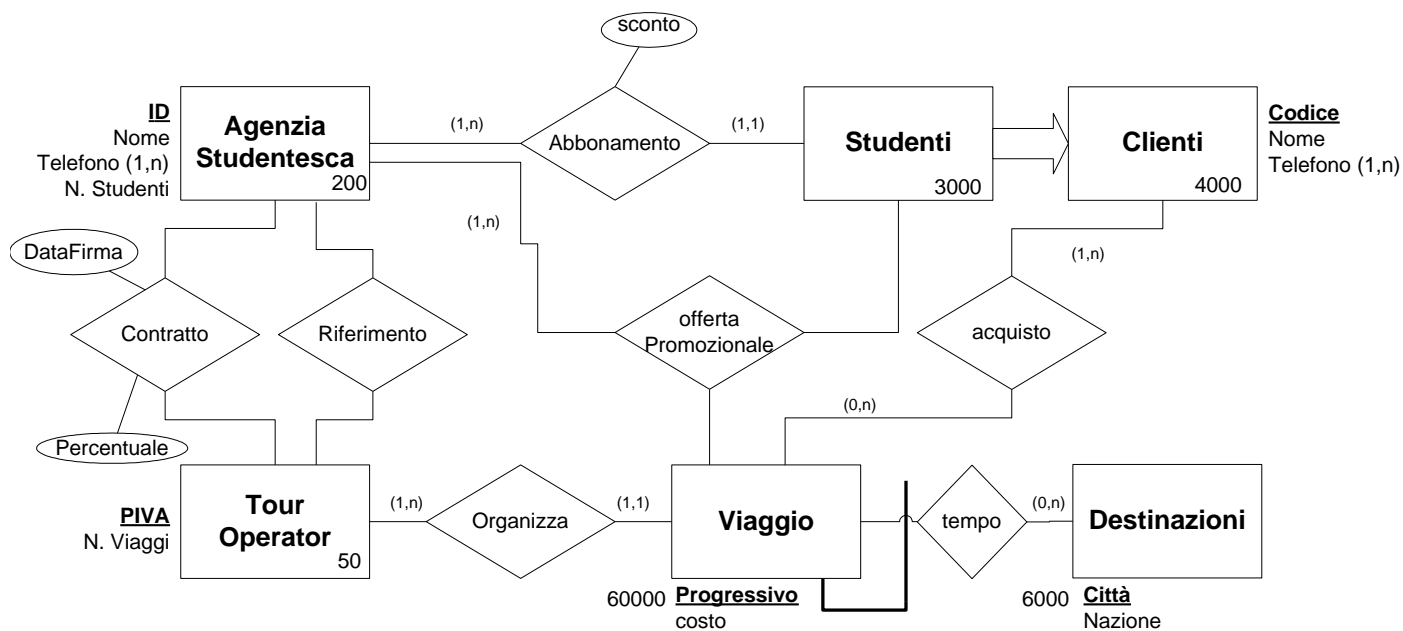 sconto
ID
Nome
Telefono (1,n)
N. Studenti
Agenzia
Studentesca
200
(1,n)
Abbonamento
(1,1)
Studenti
3000
Clienti
4000
Codice
Nome
Telefono (1,n)
(1,n)
(1,n)
DataFirma
Contratto
Riferimento
offerta
Promozionale
acquisto
(0,n)
Percentuale
PIVA
N. Viaggi
Tour
Operator
50
(1,n)
Organizza
(1,1)
Viaggio
tempo
(0,n)
Destinazioni
60000
Progressivo
costo
6000
Città
Nazione